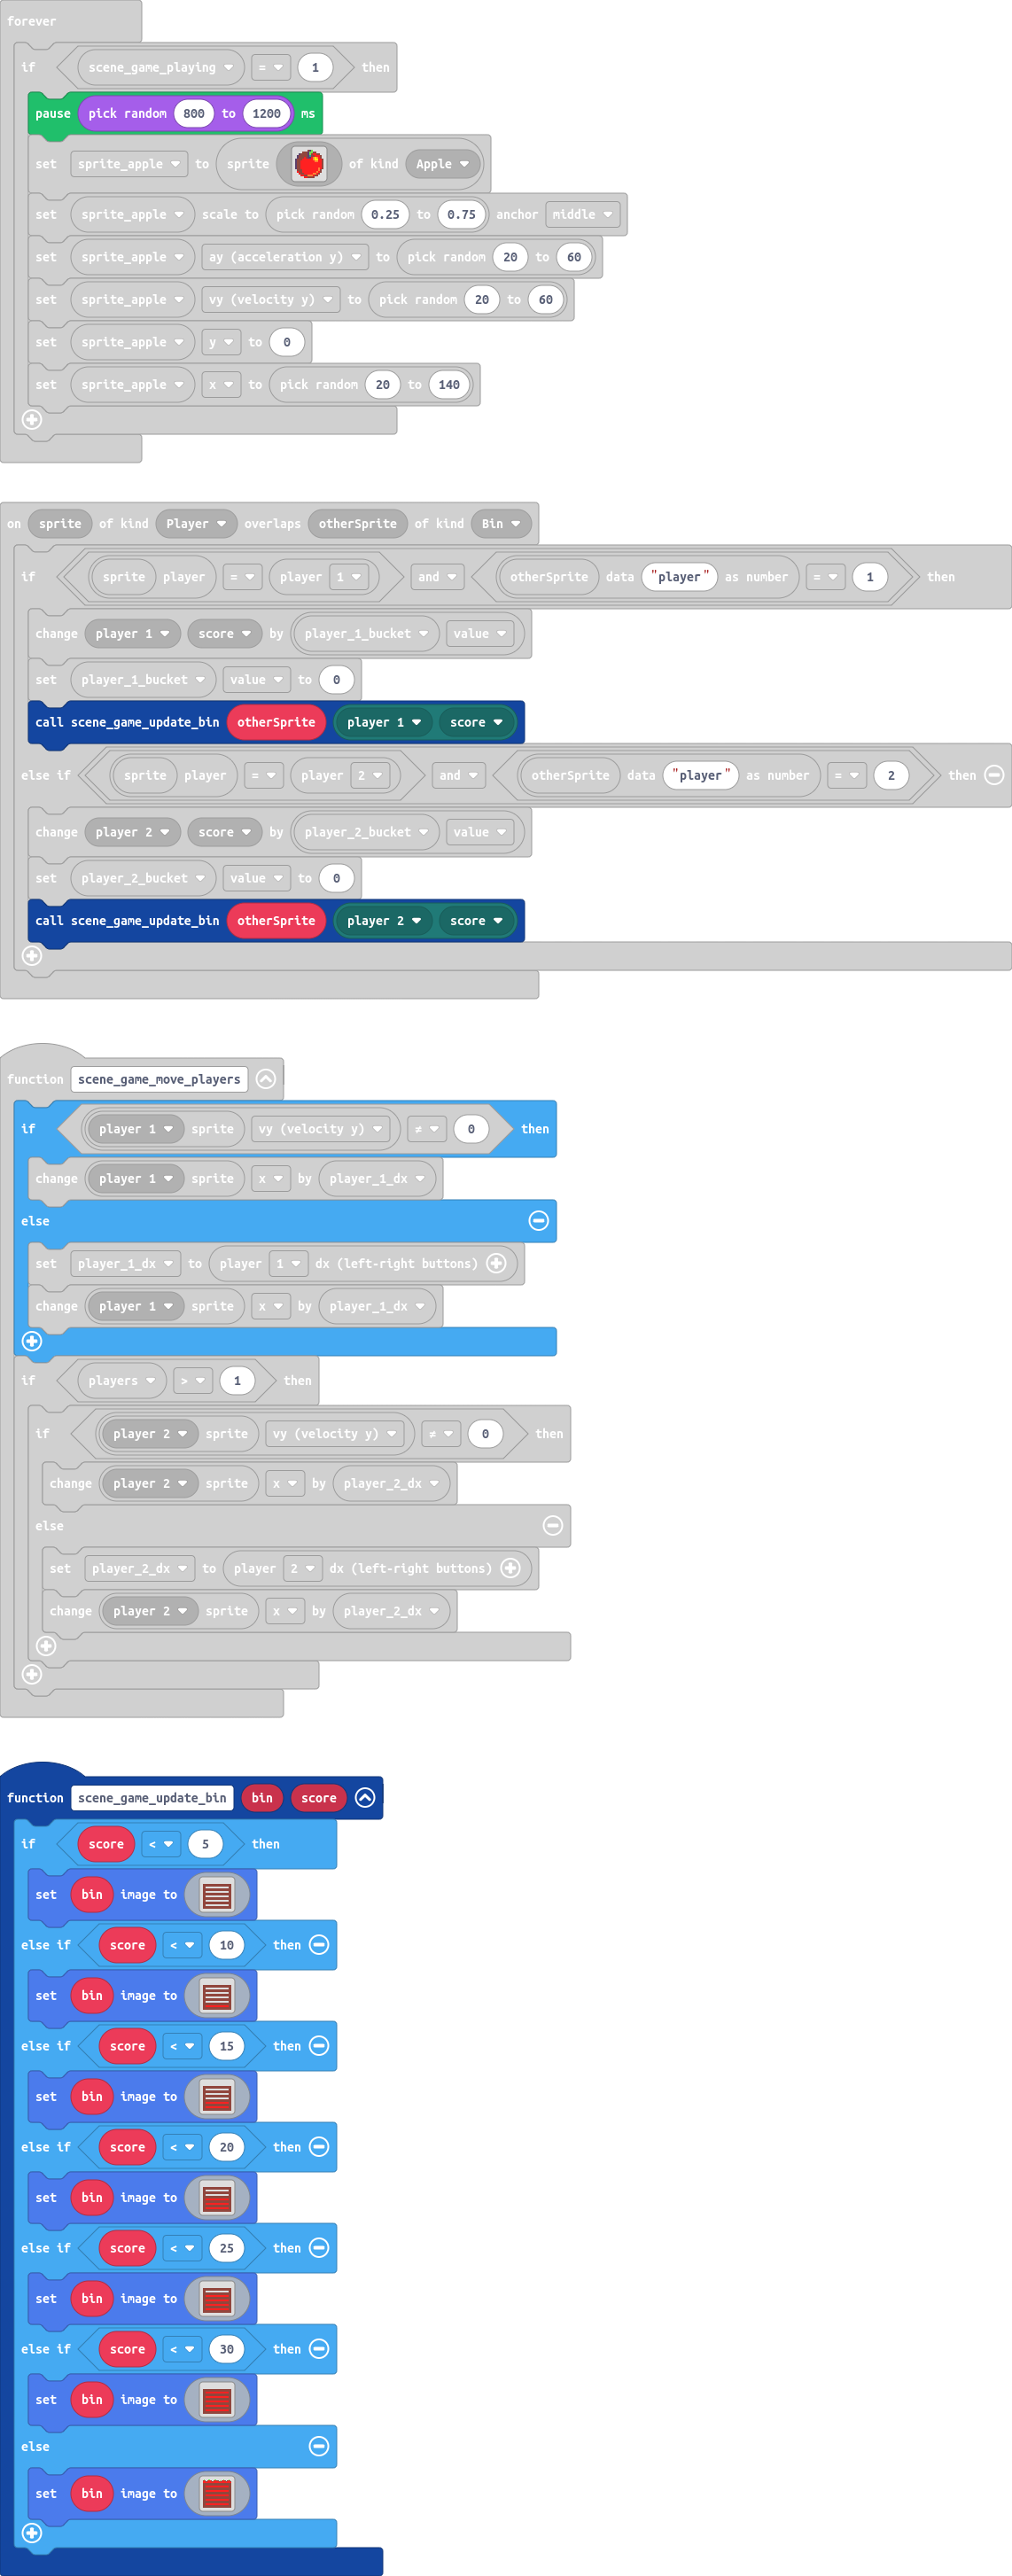 forever
if scene_game_playing = 1 then
pause pick random 800 to 1200 ms
set sprite_apple to sprite of kind Apple
set sprite_apple scale to pick random 0.25 to 0.75 anchor middle
set sprite_apple ay (acceleration y) to pick random 20 to 60
set sprite_apple vy (velocity y) to pick random 20 to 60
set sprite_apple y to 0
set sprite_apple x to pick random 20 to 140
on sprite of kind Player overlaps otherSprite of kind Bin
if sprite player = player 1 and otherSprite data "player" as number = 1 then
change player 1 score by player_1_bucket value
set player_1_bucket value to 0
call scene_game_update_bin otherSprite player 1 score
else if sprite player = player 2 and otherSprite data "player" as number = 2 then
change player 2 score by player_2_bucket value
set player_2_bucket value to 0
call scene_game_update_bin otherSprite player 2 score
function scene_game_move_players
if player 1 sprite vy (velocity y) ≠ 0 then
change player 1 sprite x by player_1_dx
else
set player_1_dx to player 1 dx (left-right buttons)
change player 1 sprite x by player_1_dx
if players > 1 then
if player 2 sprite vy (velocity y) ≠ 0 then
change player 2 sprite x by player_2_dx
else
set player_2_dx to player 2 dx (left-right buttons)
change player 2 sprite x by player_2_dx
function scene_game_update_bin bin score
if score < 5 then
set bin image to
else if score < 10 then
set bin image to
else if score < 15 then
set bin image to
else if score < 20 then
set bin image to
else if score < 25 then
set bin image to
else if score < 30 then
set bin image to
else
set bin image to